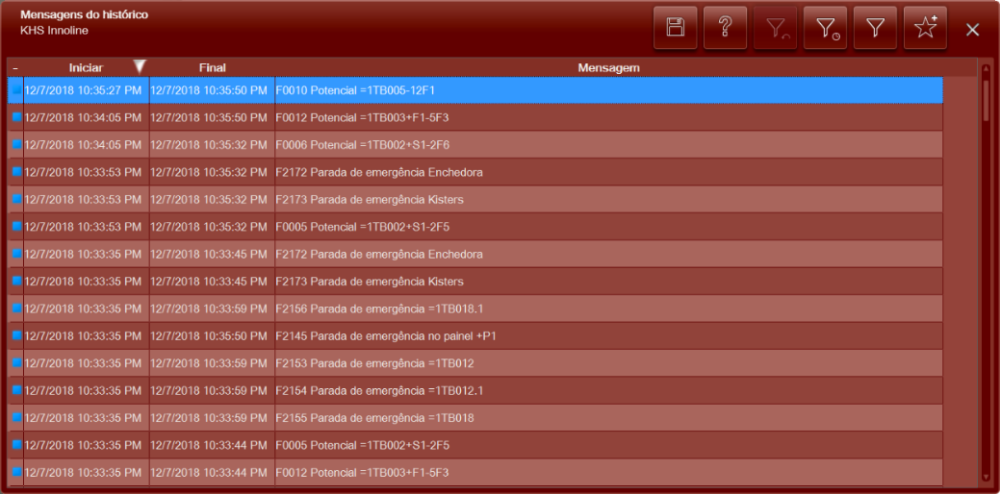 Mensagens do histórico
KHS Innoline
- Iniciar Final Mensagem
12/7/2018 10:35:27 PM 12/7/2018 10:35:50 PM F0010 Potencial =1TB005-12F1
12/7/2018 10:34:05 PM 12/7/2018 10:35:50 PM F0012 Potencial =1TB003+F1-5F3
12/7/2018 10:34:05 PM 12/7/2018 10:35:32 PM F0006 Potencial =1TB002+S1-2F6
12/7/2018 10:33:53 PM 12/7/2018 10:35:32 PM F2172 Parada de emergência Enchedora
12/7/2018 10:33:53 PM 12/7/2018 10:35:32 PM F2173 Parada de emergência Kisters
12/7/2018 10:33:53 PM 12/7/2018 10:35:32 PM F0005 Potencial =1TB002+S1-2F5
12/7/2018 10:33:35 PM 12/7/2018 10:33:45 PM F2172 Parada de emergência Enchedora
12/7/2018 10:33:35 PM 12/7/2018 10:33:45 PM F2173 Parada de emergência Kisters
12/7/2018 10:33:35 PM 12/7/2018 10:33:59 PM F2156 Parada de emergência =1TB018.1
12/7/2018 10:33:35 PM 12/7/2018 10:35:50 PM F2145 Parada de emergência no painel +P1
12/7/2018 10:33:35 PM 12/7/2018 10:33:59 PM F2153 Parada de emergência =1TB012
12/7/2018 10:33:35 PM 12/7/2018 10:33:59 PM F2154 Parada de emergência =1TB012.1
12/7/2018 10:33:35 PM 12/7/2018 10:33:59 PM F2155 Parada de emergência =1TB018
12/7/2018 10:33:35 PM 12/7/2018 10:33:44 PM F0005 Potencial =1TB002+S1-2F5
12/7/2018 10:33:35 PM 12/7/2018 10:33:44 PM F0012 Potencial =1TB003+F1-5F3